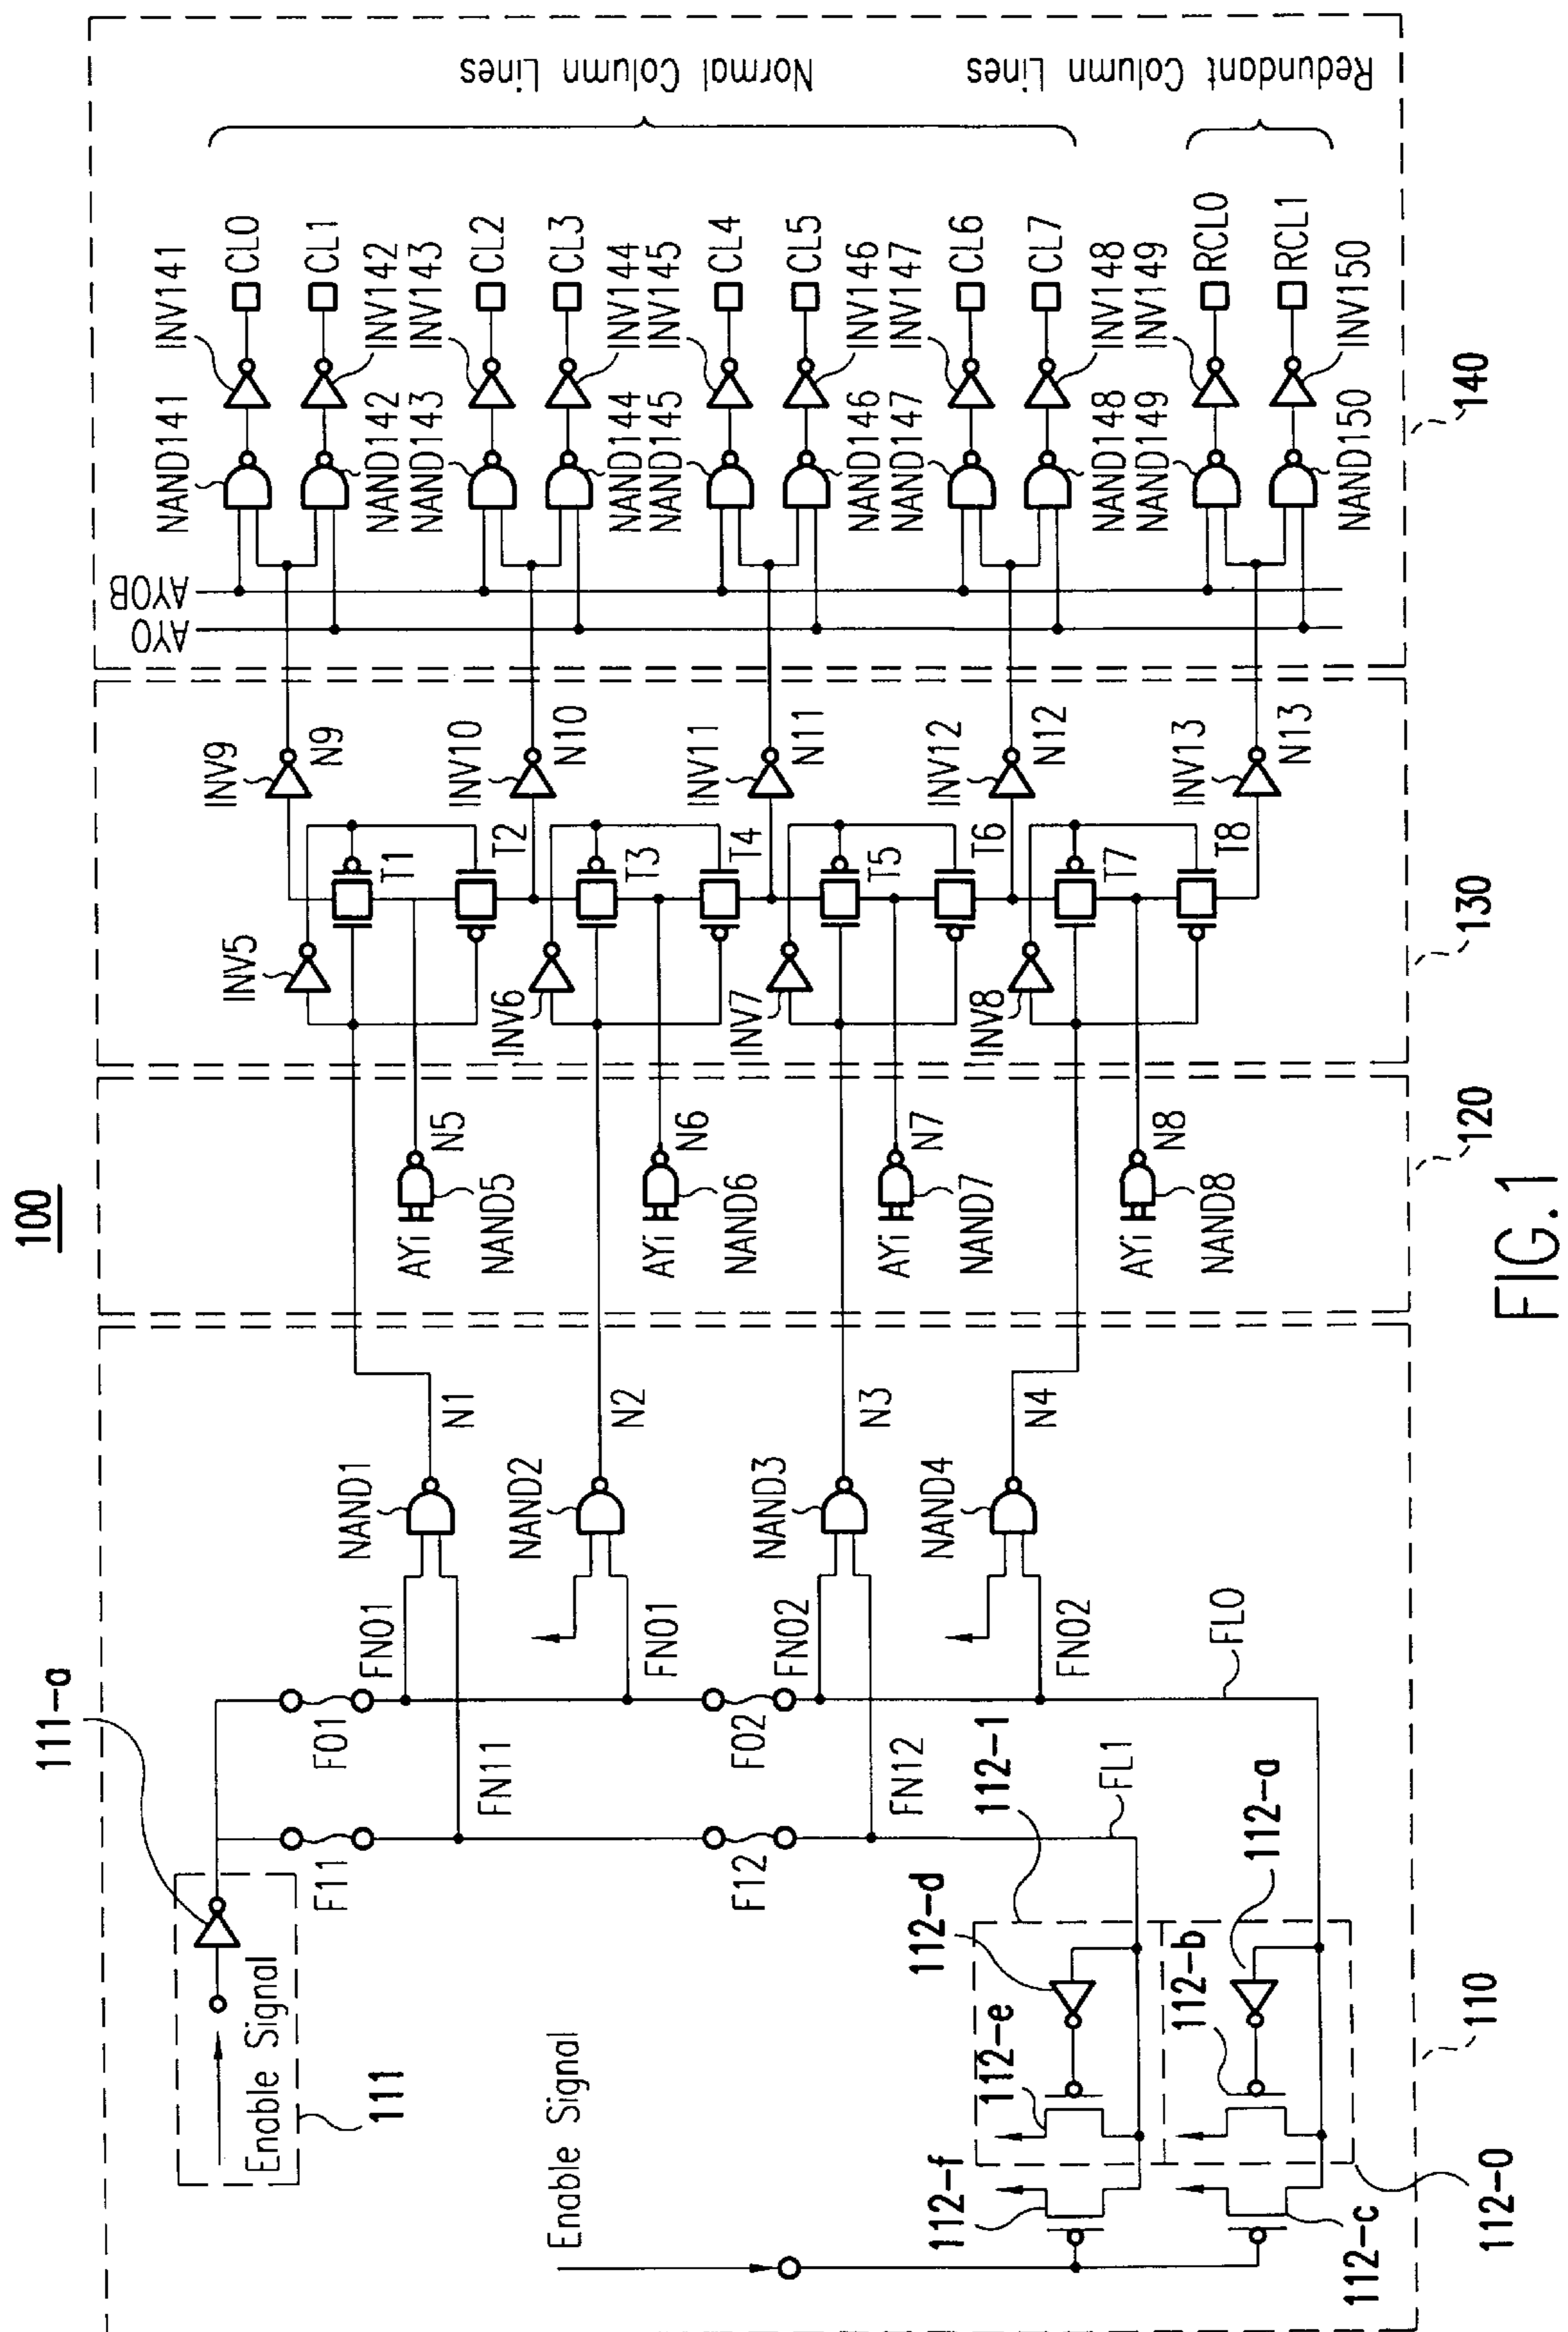 100
111-a
111
Enable Signal
F11
F01
FN01
FN11
NAND1
N1
NAND2
FN01
N2
F12
F02
FN02
FN12
NAND3
N3
NAND4
FN02
N4
FL1
FL0
112-1
112-d
112-e
112-f
112-a
112-b
112-c
112-0
Enable Signal
110
AYi
NAND5
N5
AYi
NAND6
N6
AYi
NAND7
N7
AYi
NAND8
N8
120
INV5
T1
T2
INV9
N9
INV6
T3
T4
INV10
N10
INV7
T5
T6
INV11
N11
INV8
T7
T8
INV12
N12
INV13
N13
130
AY0
AY0B
NAND141
INV141
CL0
NAND142
INV142
CL1
NAND143
INV143
CL2
NAND144
INV144
CL3
NAND145
INV145
CL4
NAND146
INV146
CL5
NAND147
INV147
CL6
NAND148
INV148
CL7
NAND149
INV149
RCL0
NAND150
INV150
RCL1
Normal Column Lines
Redundant Column Lines
140
FIG.1